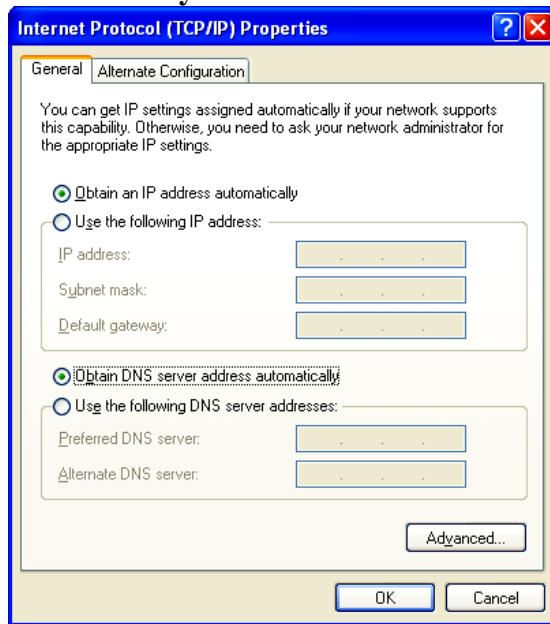 Internet Protocol (TCP/IP) Properties
General Alternate Configuration
You can get IP settings assigned automatically if your network supports
this capability. Otherwise, you need to ask your network administrator for
the appropriate IP settings.
Obtain an IP address automatically
Use the following IP address:
IP address:
Subnet mask:
Default gateway:
Obtain DNS server address automatically
Use the following DNS server addresses:
Preferred DNS server:
Alternate DNS server:
Advanced...
OK Cancel